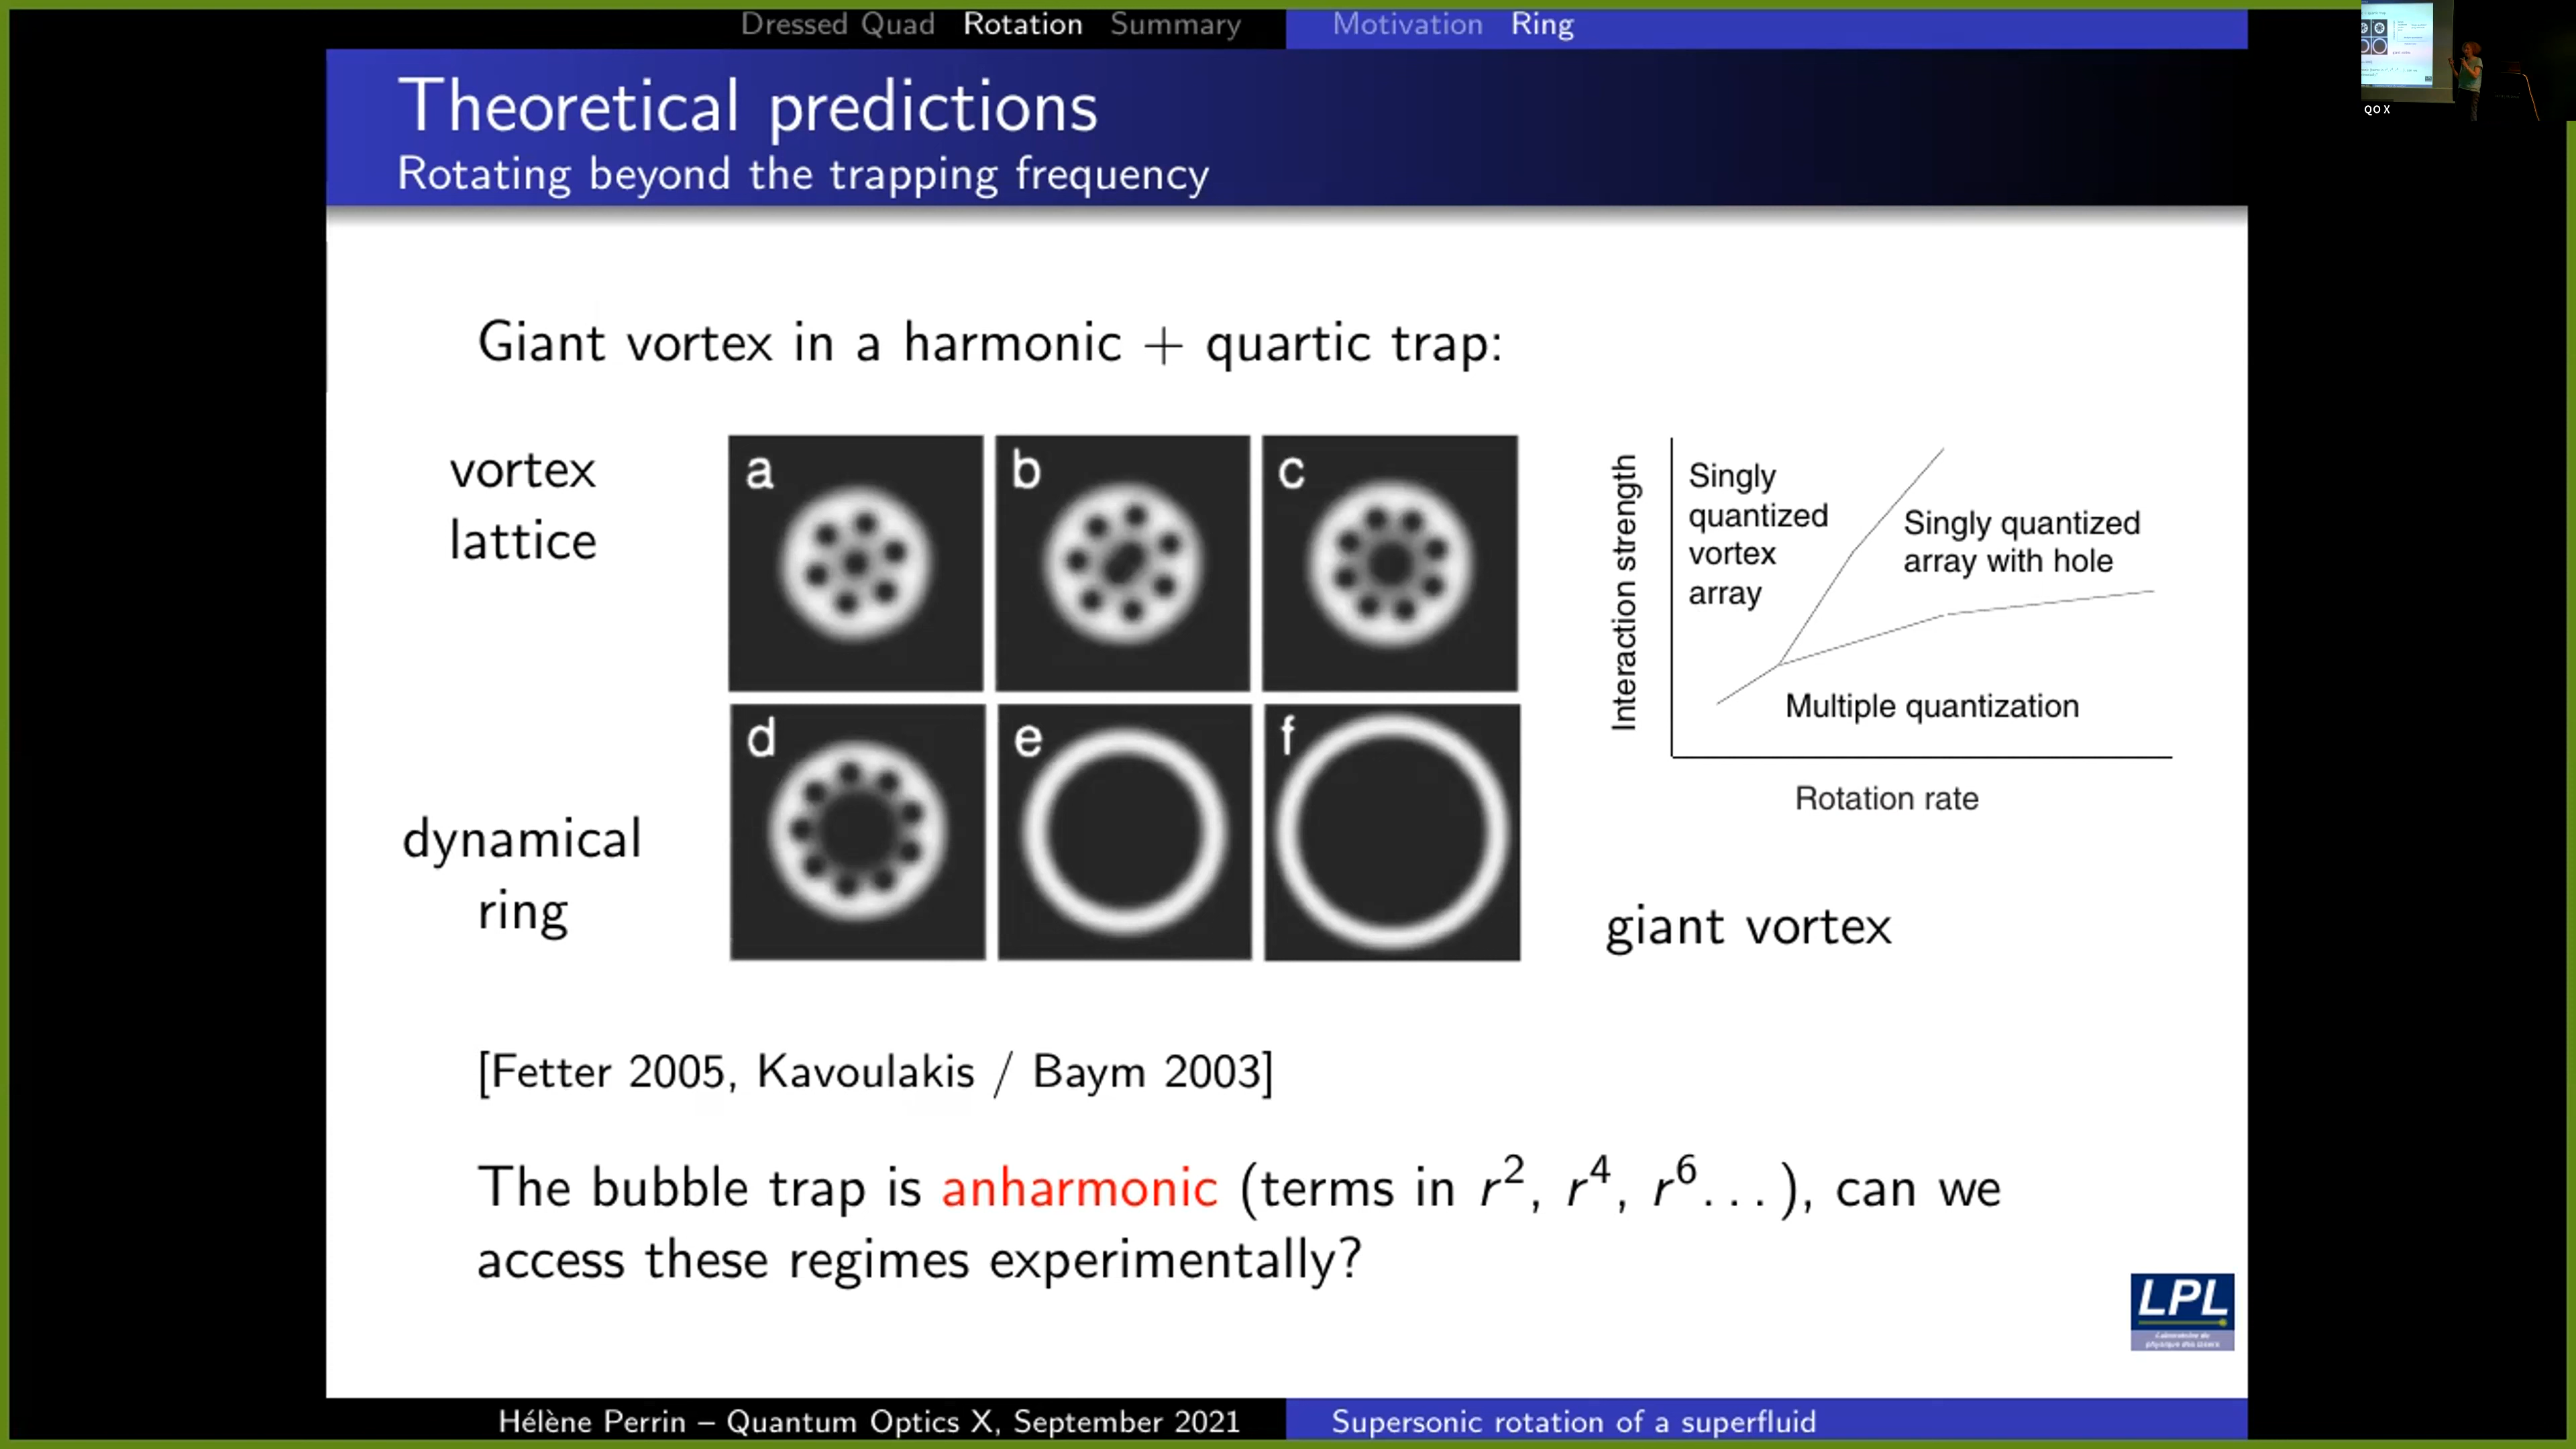 Dressed Quad Rotation Summary
Motivation Ring
QO X
Theoretical predictions
Rotating beyond the trapping frequency
Giant vortex in a harmonic + quartic trap:
vortex
lattice
a
b
c
d
e
f
dynamical
ring
Interaction strength
Singly
quantized
vortex
array
Singly quantized
array with hole
Multiple quantization
Rotation rate
giant vortex
[Fetter 2005, Kavoulakis / Baym 2003]
The bubble trap is anharmonic (terms in r², r⁴, r⁶...), can we
access these regimes experimentally?
LPL
Hélène Perrin – Quantum Optics X, September 2021
Supersonic rotation of a superfluid